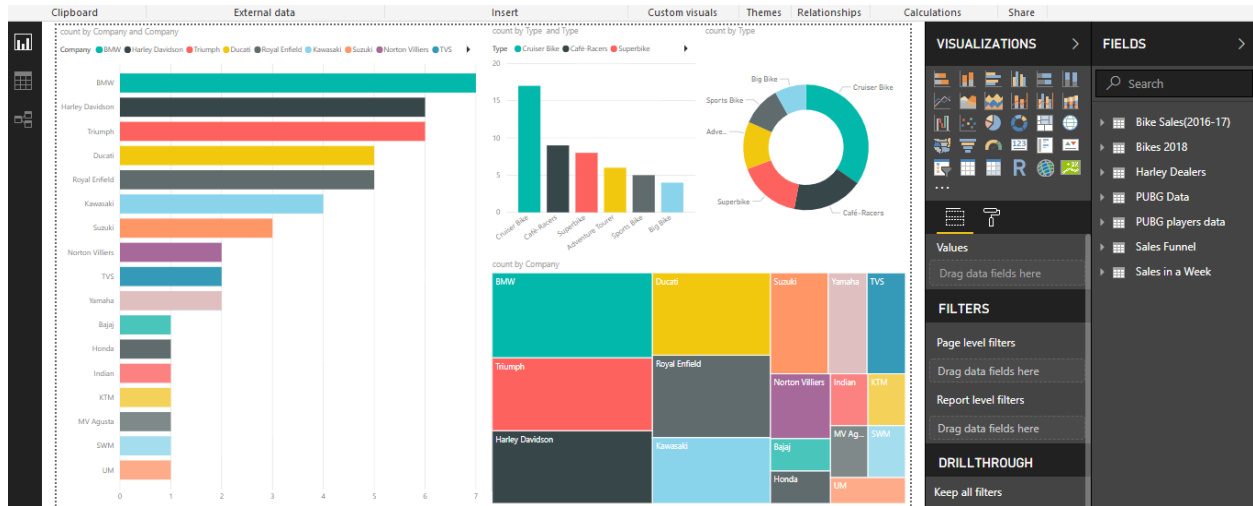 Clipboard
External data
Insert
Custom visuals
Themes
Relationships
Calculations
Share
count by Company and Company
Company BMW Harley Davidson Triumph Ducati Royal Enfield Kawasaki Suzuki Norton Villiers TVS
BMW
Harley Davidson
Triumph
Ducati
Royal Enfield
Kawasaki
Suzuki
Norton Villiers
TVS
Yamaha
Bajaj
Honda
Indian
KTM
MV Agusta
SWM
UM
0 1 2 3 4 5 6 7
count by Type and Type
Type Cruiser Bike Café-Racers Superbike
20
15
10
5
0
Cruiser Bike
Café-Racers
Superbike
Adventure Tourer
Sports Bike
Big Bike
count by Type
Big Bike
Cruiser Bike
Sports Bike
Adve...
Superbike
Café-Racers
count by Company
BMW
Ducati
Suzuki
Yamaha
TVS
Triumph
Royal Enfield
Norton Villiers
Indian
KTM
Harley Davidson
Kawasaki
Bajaj
MV Ag...
SWM
Honda
UM
VISUALIZATIONS
123
R
...
Values
Drag data fields here
FILTERS
Page level filters
Drag data fields here
Report level filters
Drag data fields here
DRILLTHROUGH
Keep all filters
FIELDS
Search
Bike Sales(2016-17)
Bikes 2018
Harley Dealers
PUBG Data
PUBG players data
Sales Funnel
Sales in a Week